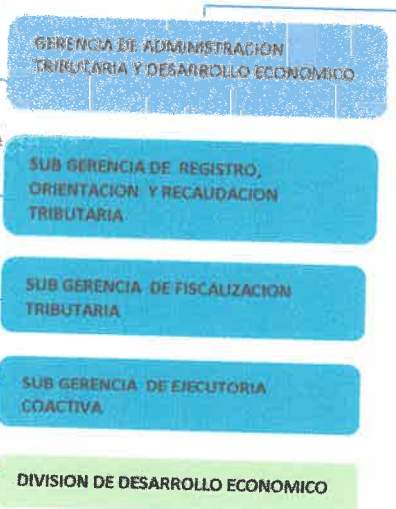 GERENCIA DE ADMINISTRACION
TRIBUTARIA Y DESARROLLO ECONOMICO
SUB GERENCIA DE REGISTRO,
ORIENTACION Y RECAUDACION
TRIBUTARIA
SUB GERENCIA DE FISCALIZACION
TRIBUTARIA
SUB GERENCIA DE EJECUTORIA
COACTIVA
DIVISION DE DESARROLLO ECONOMICO